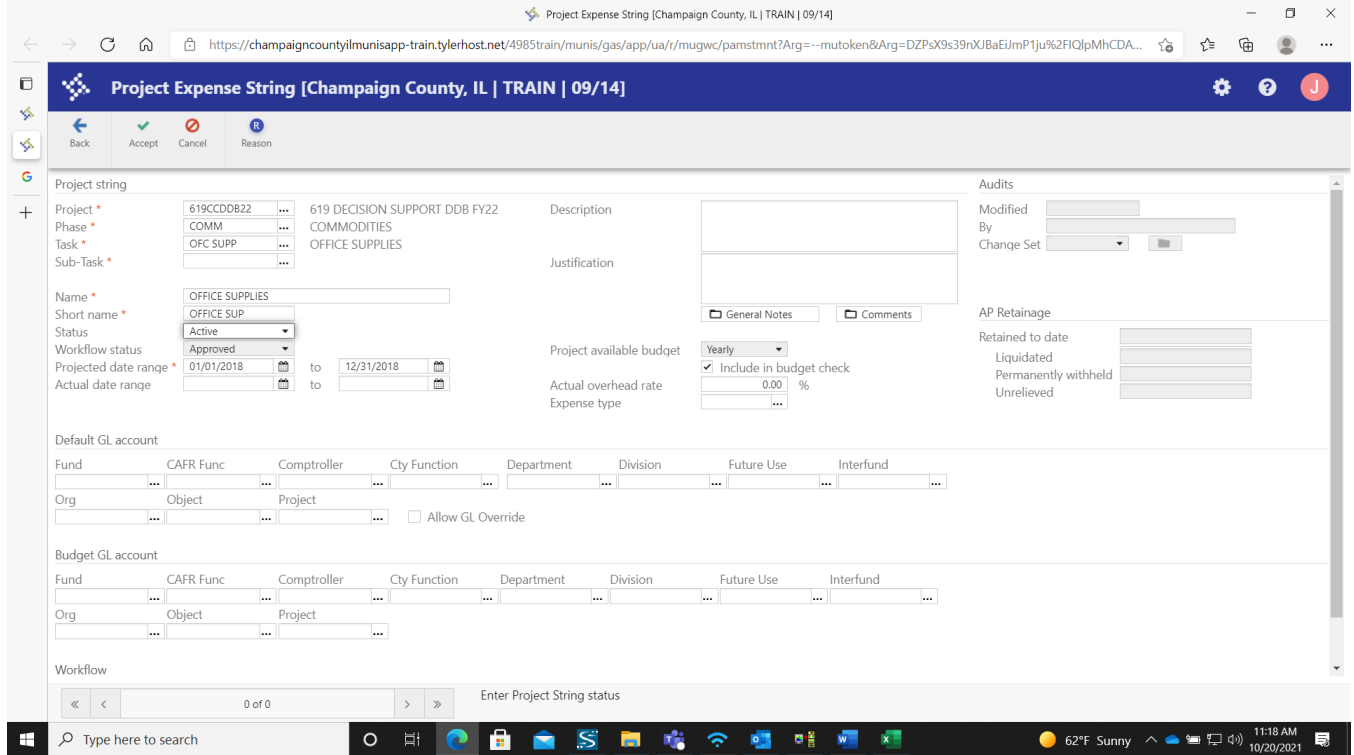 Project Expense String [Champaign County, IL | TRAIN | 09/14]
https://champaigncountyilmunisapp-train.tylerhost.net/4985train/munis/gas/app/ua/r/mugwc/pamstmnt?Arg=--mutoken&Arg=DZPsX9s39nXJBaEiJmP1ju%2FIQlpMhCDA...
Project Expense String [Champaign County, IL | TRAIN | 09/14] J
Back Accept Cancel R Reason
Project string Audits
Project * 619CCDDB22 ... 619 DECISION SUPPORT DDB FY22 Description Modified
Phase * COMM ... COMMODITIES By
Task * OFC SUPP ... OFFICE SUPPLIES Change Set
Sub-Task * ... Justification
Name * OFFICE SUPPLIES
Short name * OFFICE SUP General Notes Comments AP Retainage
Status Active Retained to date
Workflow status Approved Project available budget Yearly Liquidated
Projected date range * 01/01/2018 to 12/31/2018 Include in budget check Permanently withheld
Actual date range to Actual overhead rate 0.00 % Unrelieved
Expense type ...
Default GL account
Fund CAFR Func Comptroller Cty Function Department Division Future Use Interfund
... ... ... ... ... ... ... ...
Org Object Project
... ... ... Allow GL Override
Budget GL account
Fund CAFR Func Comptroller Cty Function Department Division Future Use Interfund
... ... ... ... ... ... ... ...
Org Object Project
... ... ...
Workflow
0 of 0 Enter Project String status
Type here to search 62°F Sunny 11:18 AM
10/20/2021